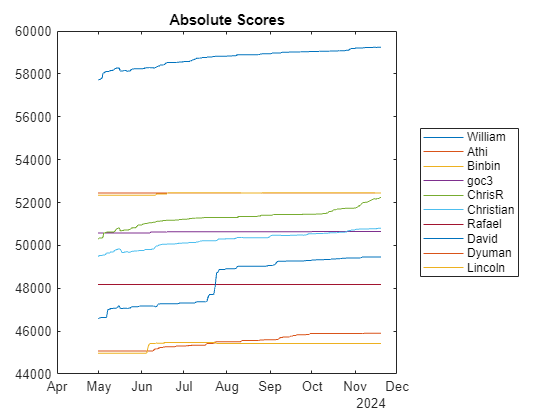 Absolute Scores
60000
58000
56000
54000
52000
50000
48000
46000
44000
Apr May Jun Jul Aug Sep Oct Nov Dec
2024
William
Athi
Binbin
goc3
ChrisR
Christian
Rafael
David
Dyuman
Lincoln